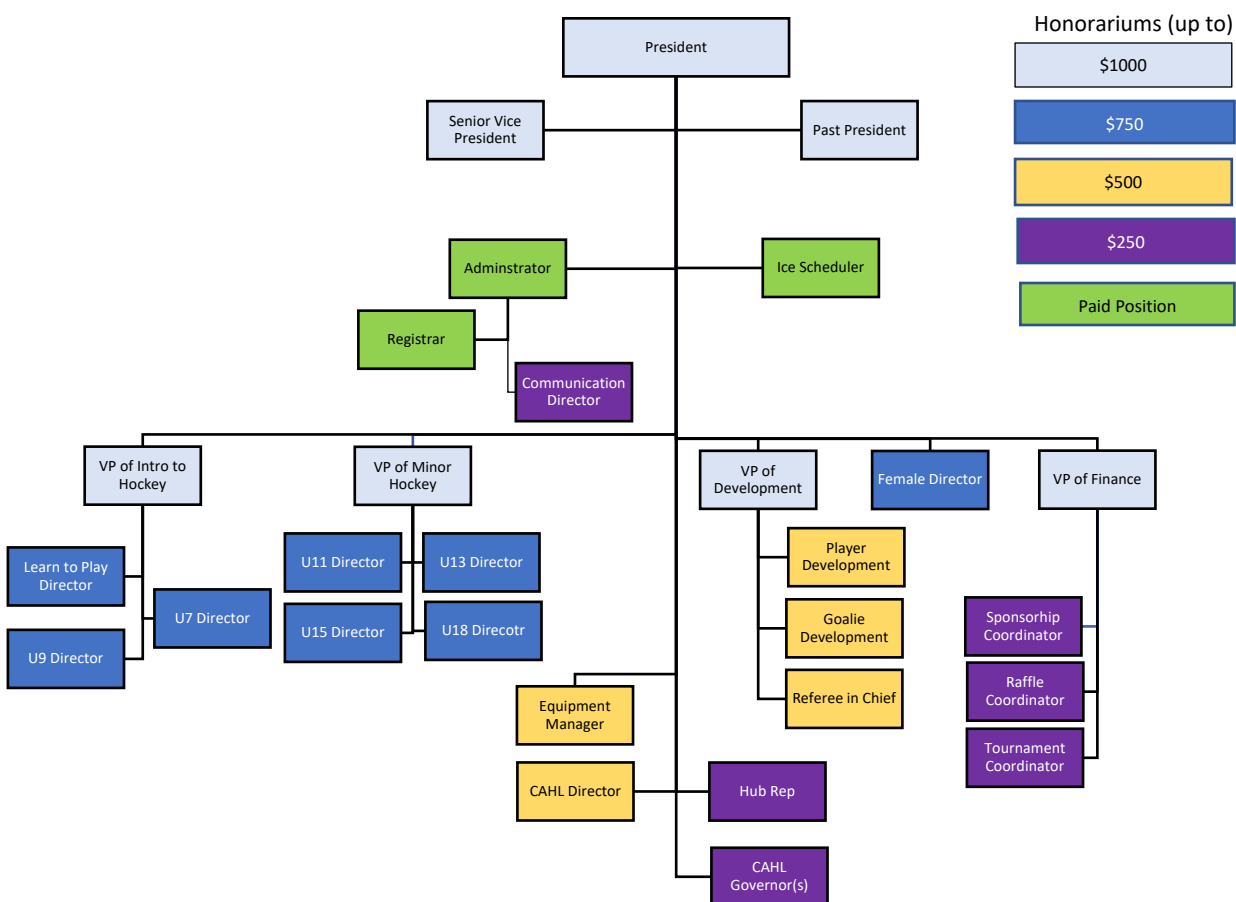 Honorariums (up to)
$1000
$750
$500
$250
Paid Position
President
Senior Vice
President
Past President
Adminstrator
Ice Scheduler
Registrar
Communication
Director
VP of Intro to
Hockey
VP of Minor
Hockey
VP of
Development
Female Director
VP of Finance
Learn to Play
Director
U7 Director
U9 Director
U11 Director
U13 Director
U15 Director
U18 Direcotr
Player
Development
Goalie
Development
Referee in Chief
Sponsorhip
Coordinator
Raffle
Coordinator
Tournament
Coordinator
Equipment
Manager
CAHL Director
Hub Rep
CAHL
Governor(s)